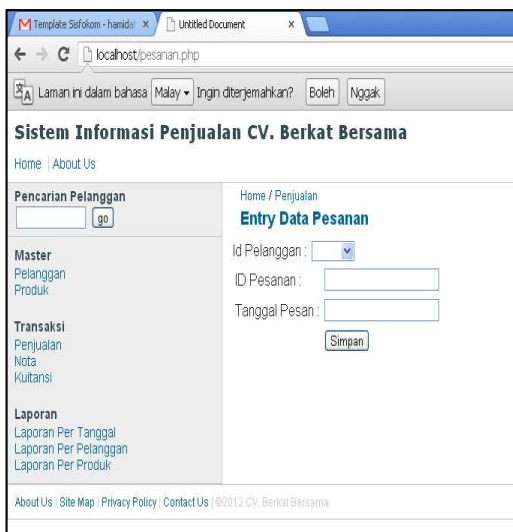 Template Sisfokom - hamidah
Untitled Document
localhost/pesanan.php
Laman ini dalam bahasa Malay Ingin diterjemahkan? Boleh Nggak
Sistem Informasi Penjualan CV. Berkat Bersama
Home | About Us
Pencarian Pelanggan
go
Master
Pelanggan
Produk
Transaksi
Penjualan
Nota
Kuitansi
Laporan
Laporan Per Tanggal
Laporan Per Pelanggan
Laporan Per Produk
Home / Penjualan
Entry Data Pesanan
Id Pelanggan :
ID Pesanan :
Tanggal Pesan :
Simpan
About Us | Site Map | Privacy Policy | Contact Us | ©2012 CV. Berkat Bersama